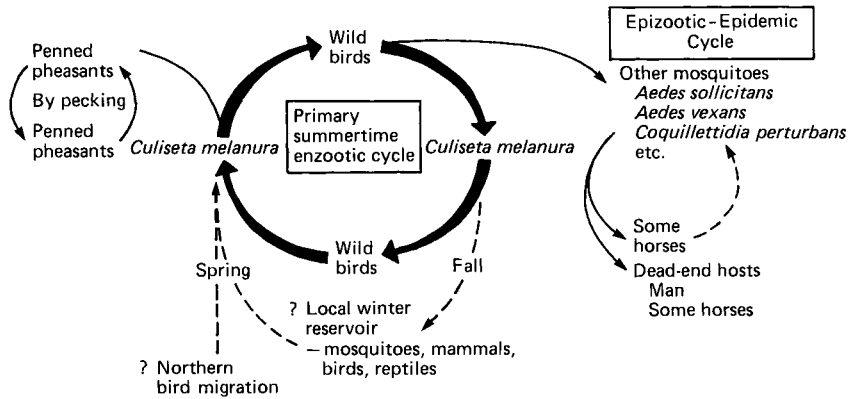 Penned
pheasants
By pecking
Penned
pheasants
Wild
birds
Culiseta melanura
Primary
summertime
enzootic cycle
Culiseta melanura
Wild
birds
Spring
Fall
? Local winter
reservoir
– mosquitoes, mammals,
birds, reptiles
? Northern
bird migration
Epizootic-Epidemic
Cycle
Other mosquitoes
Aedes sollicitans
Aedes vexans
Coquillettidia perturbans
etc.
Some
horses
Dead-end hosts
Man
Some horses